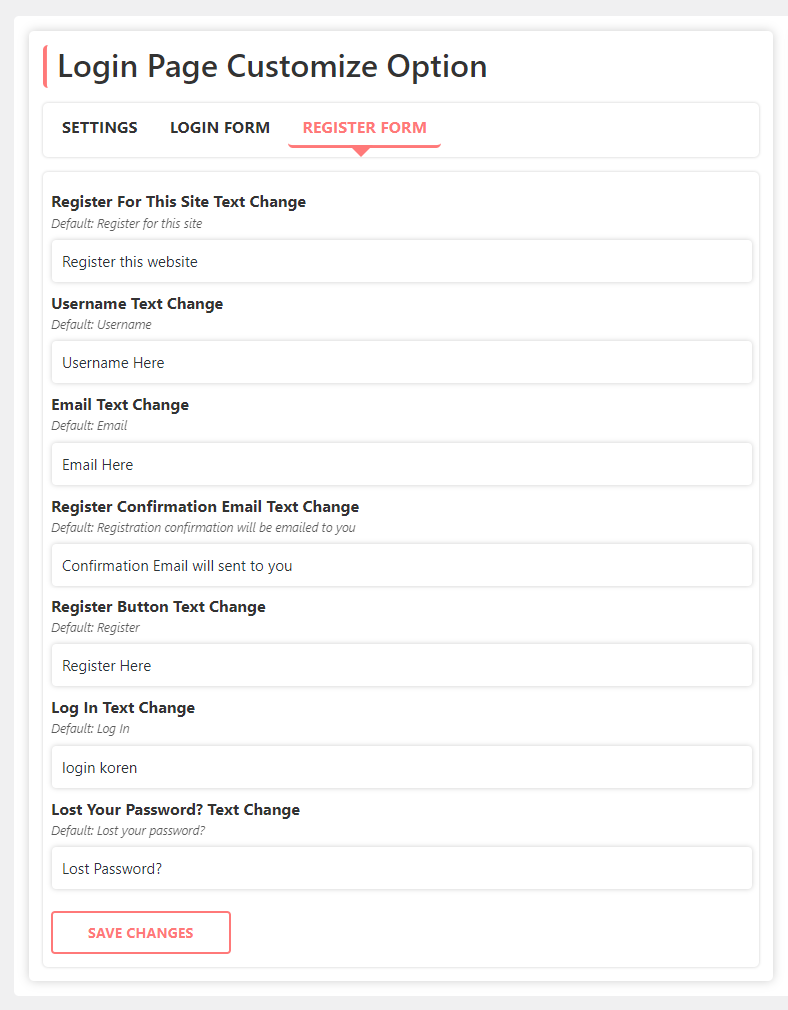 Login Page Customize Option
SETTINGS LOGIN FORM REGISTER FORM
Register For This Site Text Change
Default: Register for this site
Register this website
Username Text Change
Default: Username
Username Here
Email Text Change
Default: Email
Email Here
Register Confirmation Email Text Change
Default: Registration confirmation will be emailed to you
Confirmation Email will sent to you
Register Button Text Change
Default: Register
Register Here
Log In Text Change
Default: Log In
login koren
Lost Your Password? Text Change
Default: Lost your password?
Lost Password?
SAVE CHANGES